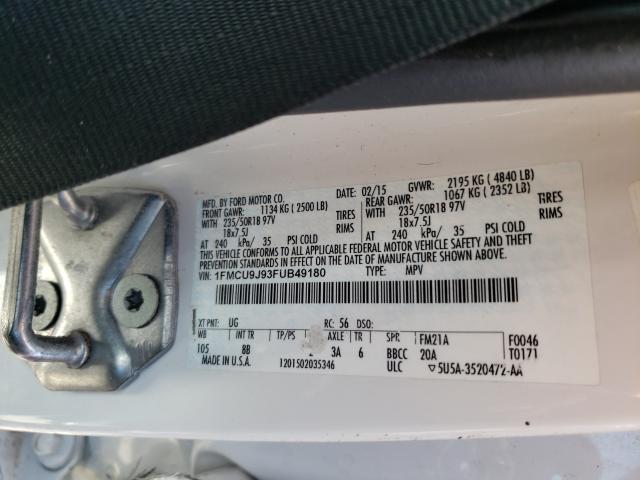 MFD. BY FORD MOTOR CO.
DATE: 02/15 GVWR: 2195 KG ( 4840 LB)
FRONT GAWR: 1134 KG ( 2500 LB) REAR GAWR: 1067 KG ( 2352 LB)
WITH 235/50R18 97V TIRES WITH 235/50R18 97V TIRES
18x7.5J RIMS 18x7.5J RIMS
AT 240 kPa/ 35 PSI COLD AT 240 kPa/ 35 PSI COLD
THIS VEHICLE CONFORMS TO ALL APPLICABLE FEDERAL MOTOR VEHICLE SAFETY AND THEFT
PREVENTION STANDARDS IN EFFECT ON THE DATE OF MANUFACTURE SHOWN ABOVE.
VIN: 1FMCU9J93FUB49180 TYPE: MPV
XT PNT: UG RC: 56 DSO:
WB INT TR TP/PS R AXLE TR SPR FM21A F0046
105 8B 3A 6 BBCC 20A T0171
MADE IN U.S.A. 1201502035346 ULC ▽5U5A-3520472-AA